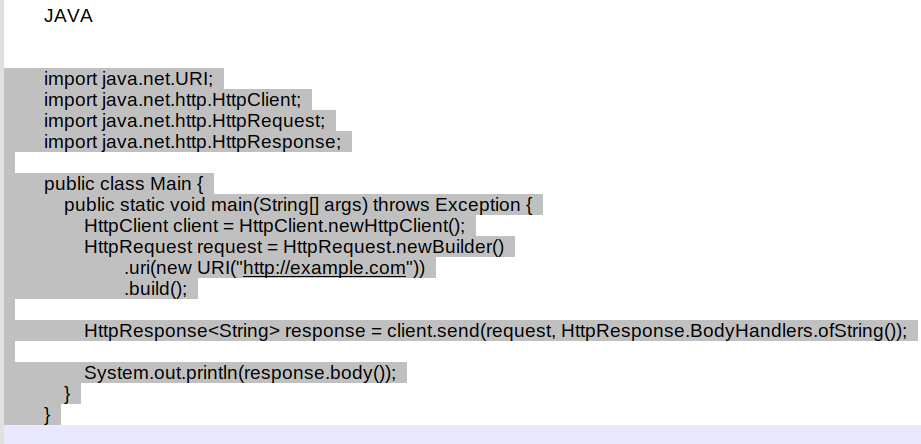 JAVA
import java.net.URI;
import java.net.http.HttpClient;
import java.net.http.HttpRequest;
import java.net.http.HttpResponse;
public class Main {
public static void main(String[] args) throws Exception {
HttpClient client = HttpClient.newHttpClient();
HttpRequest request = HttpRequest.newBuilder()
.uri(new URI("http://example.com"))
.build();
HttpResponse<String> response = client.send(request, HttpResponse.BodyHandlers.ofString());
System.out.println(response.body());
}
}